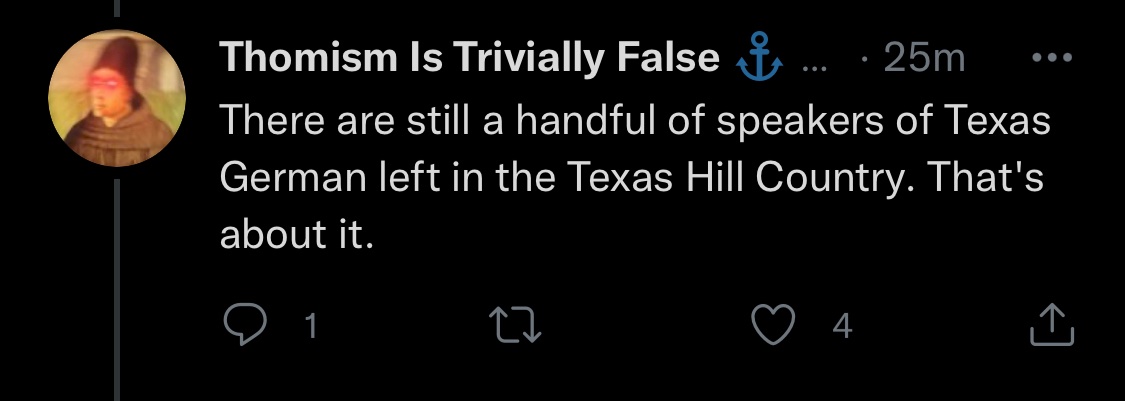 Thomism Is Trivially False ⚓ ... · 25m
There are still a handful of speakers of Texas
German left in the Texas Hill Country. That's
about it.
1 4